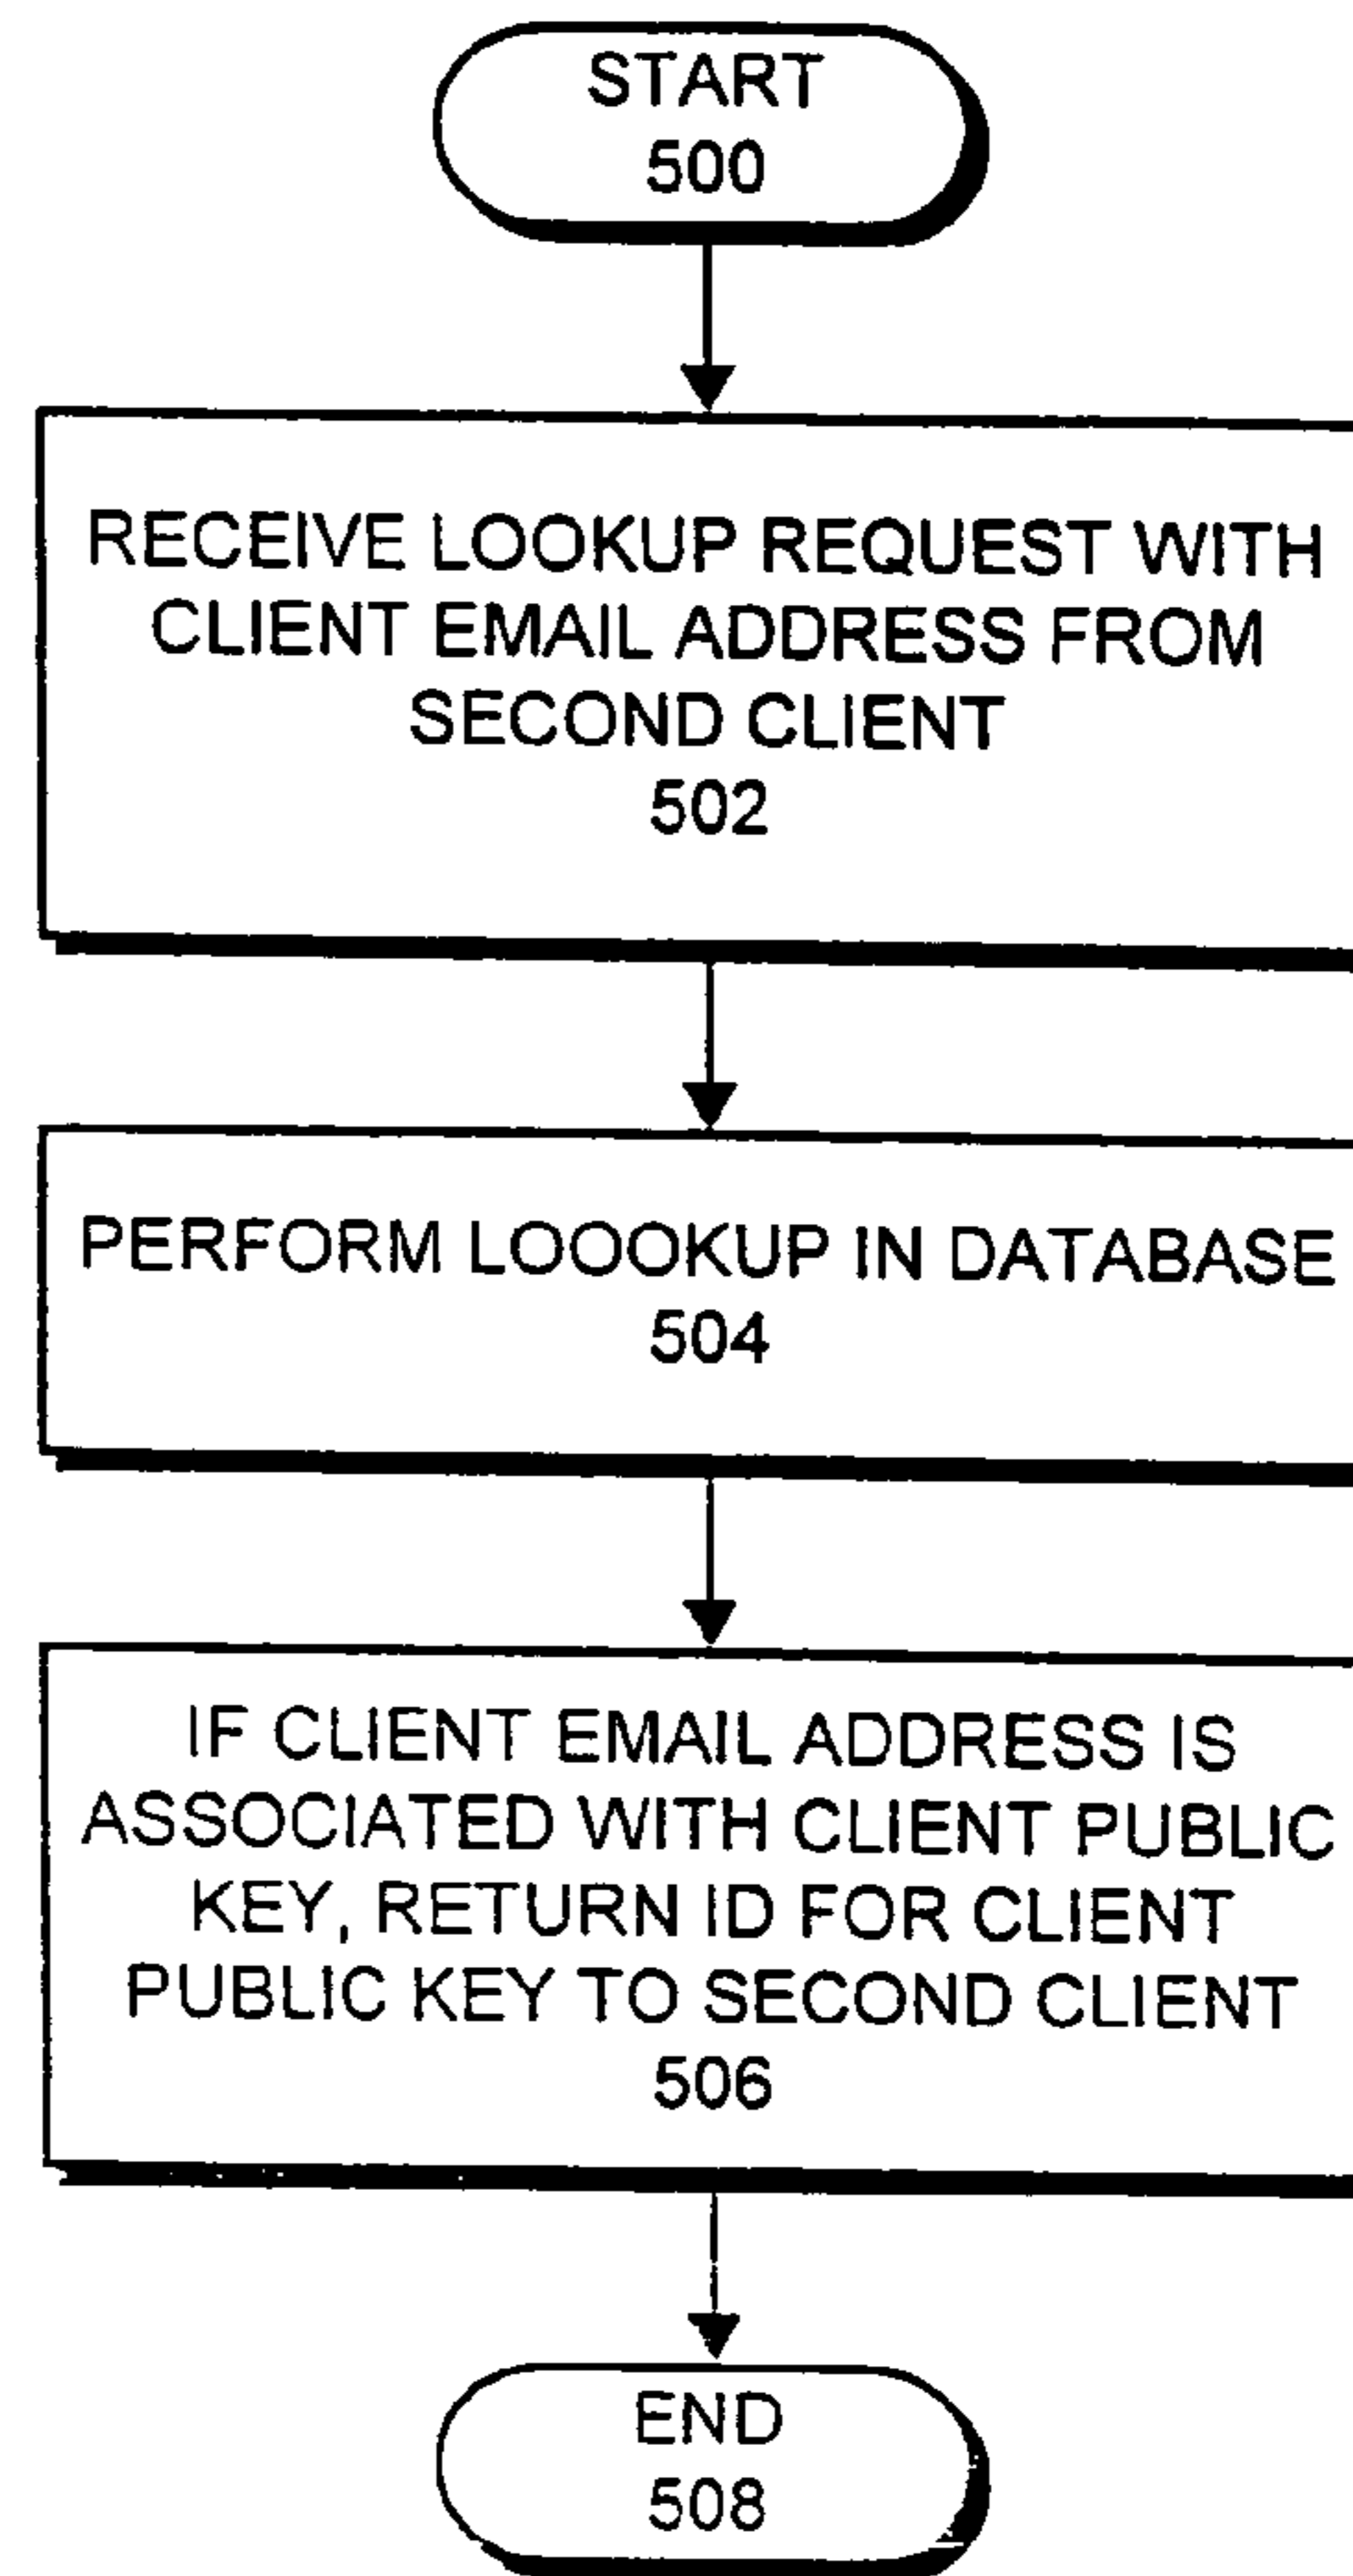 START
500
RECEIVE LOOKUP REQUEST WITH
CLIENT EMAIL ADDRESS FROM
SECOND CLIENT
502
PERFORM LOOOKUP IN DATABASE
504
IF CLIENT EMAIL ADDRESS IS
ASSOCIATED WITH CLIENT PUBLIC
KEY, RETURN ID FOR CLIENT
PUBLIC KEY TO SECOND CLIENT
506
END
508